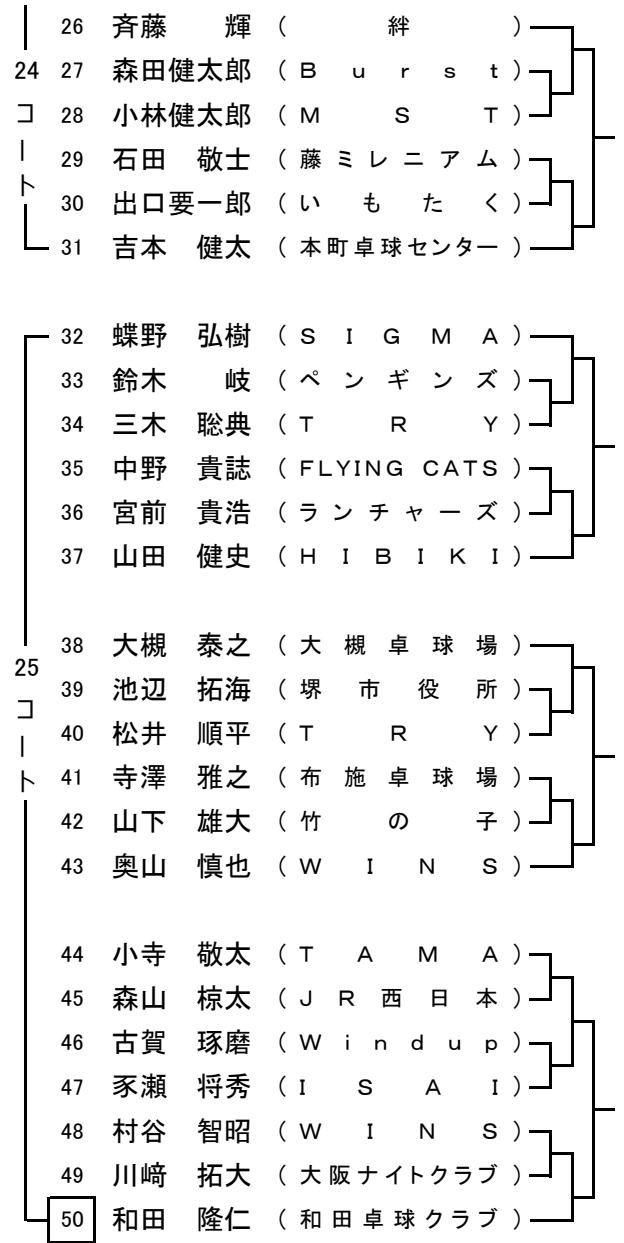 26 斉藤 輝 (絆)
24 27 森田健太郎 (Burst)
コート 28 小林健太郎 (MST)
29 石田 敬士 (藤ミレニアム)
30 出口要一郎 (いもたく)
31 吉本 健太 (本町卓球センター)
32 蝶野 弘樹 (SIGMA)
33 鈴木 岐 (ペンギンズ)
34 三木 聡典 (TRY)
35 中野 貴誌 (FLYING CATS)
36 宮前 貴浩 (ランチャーズ)
37 山田 健史 (HIBIKI)
38 大槻 泰之 (大槻卓球場)
25 39 池辺 拓海 (堺市役所)
コート 40 松井 順平 (TRY)
41 寺澤 雅之 (布施卓球場)
42 山下 雄大 (竹の子)
43 奥山 慎也 (WINS)
44 小寺 敬太 (TAMA)
45 森山 椋太 (JR西日本)
46 古賀 琢磨 (Windup)
47 豕瀬 将秀 (ISAI)
48 村谷 智昭 (WINS)
49 川﨑 拓大 (大阪ナイトクラブ)
50 和田 隆仁 (和田卓球クラブ)